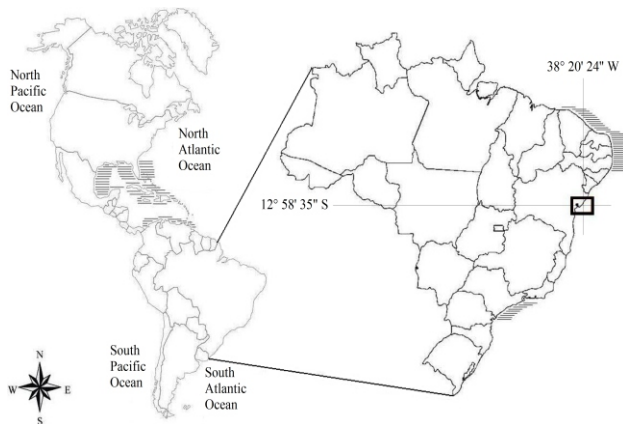 North
Pacific
Ocean
North
Atlantic
Ocean
38° 20' 24" W
12° 58' 35" S
South
Pacific
Ocean
South
Atlantic
Ocean
N
W
E
S